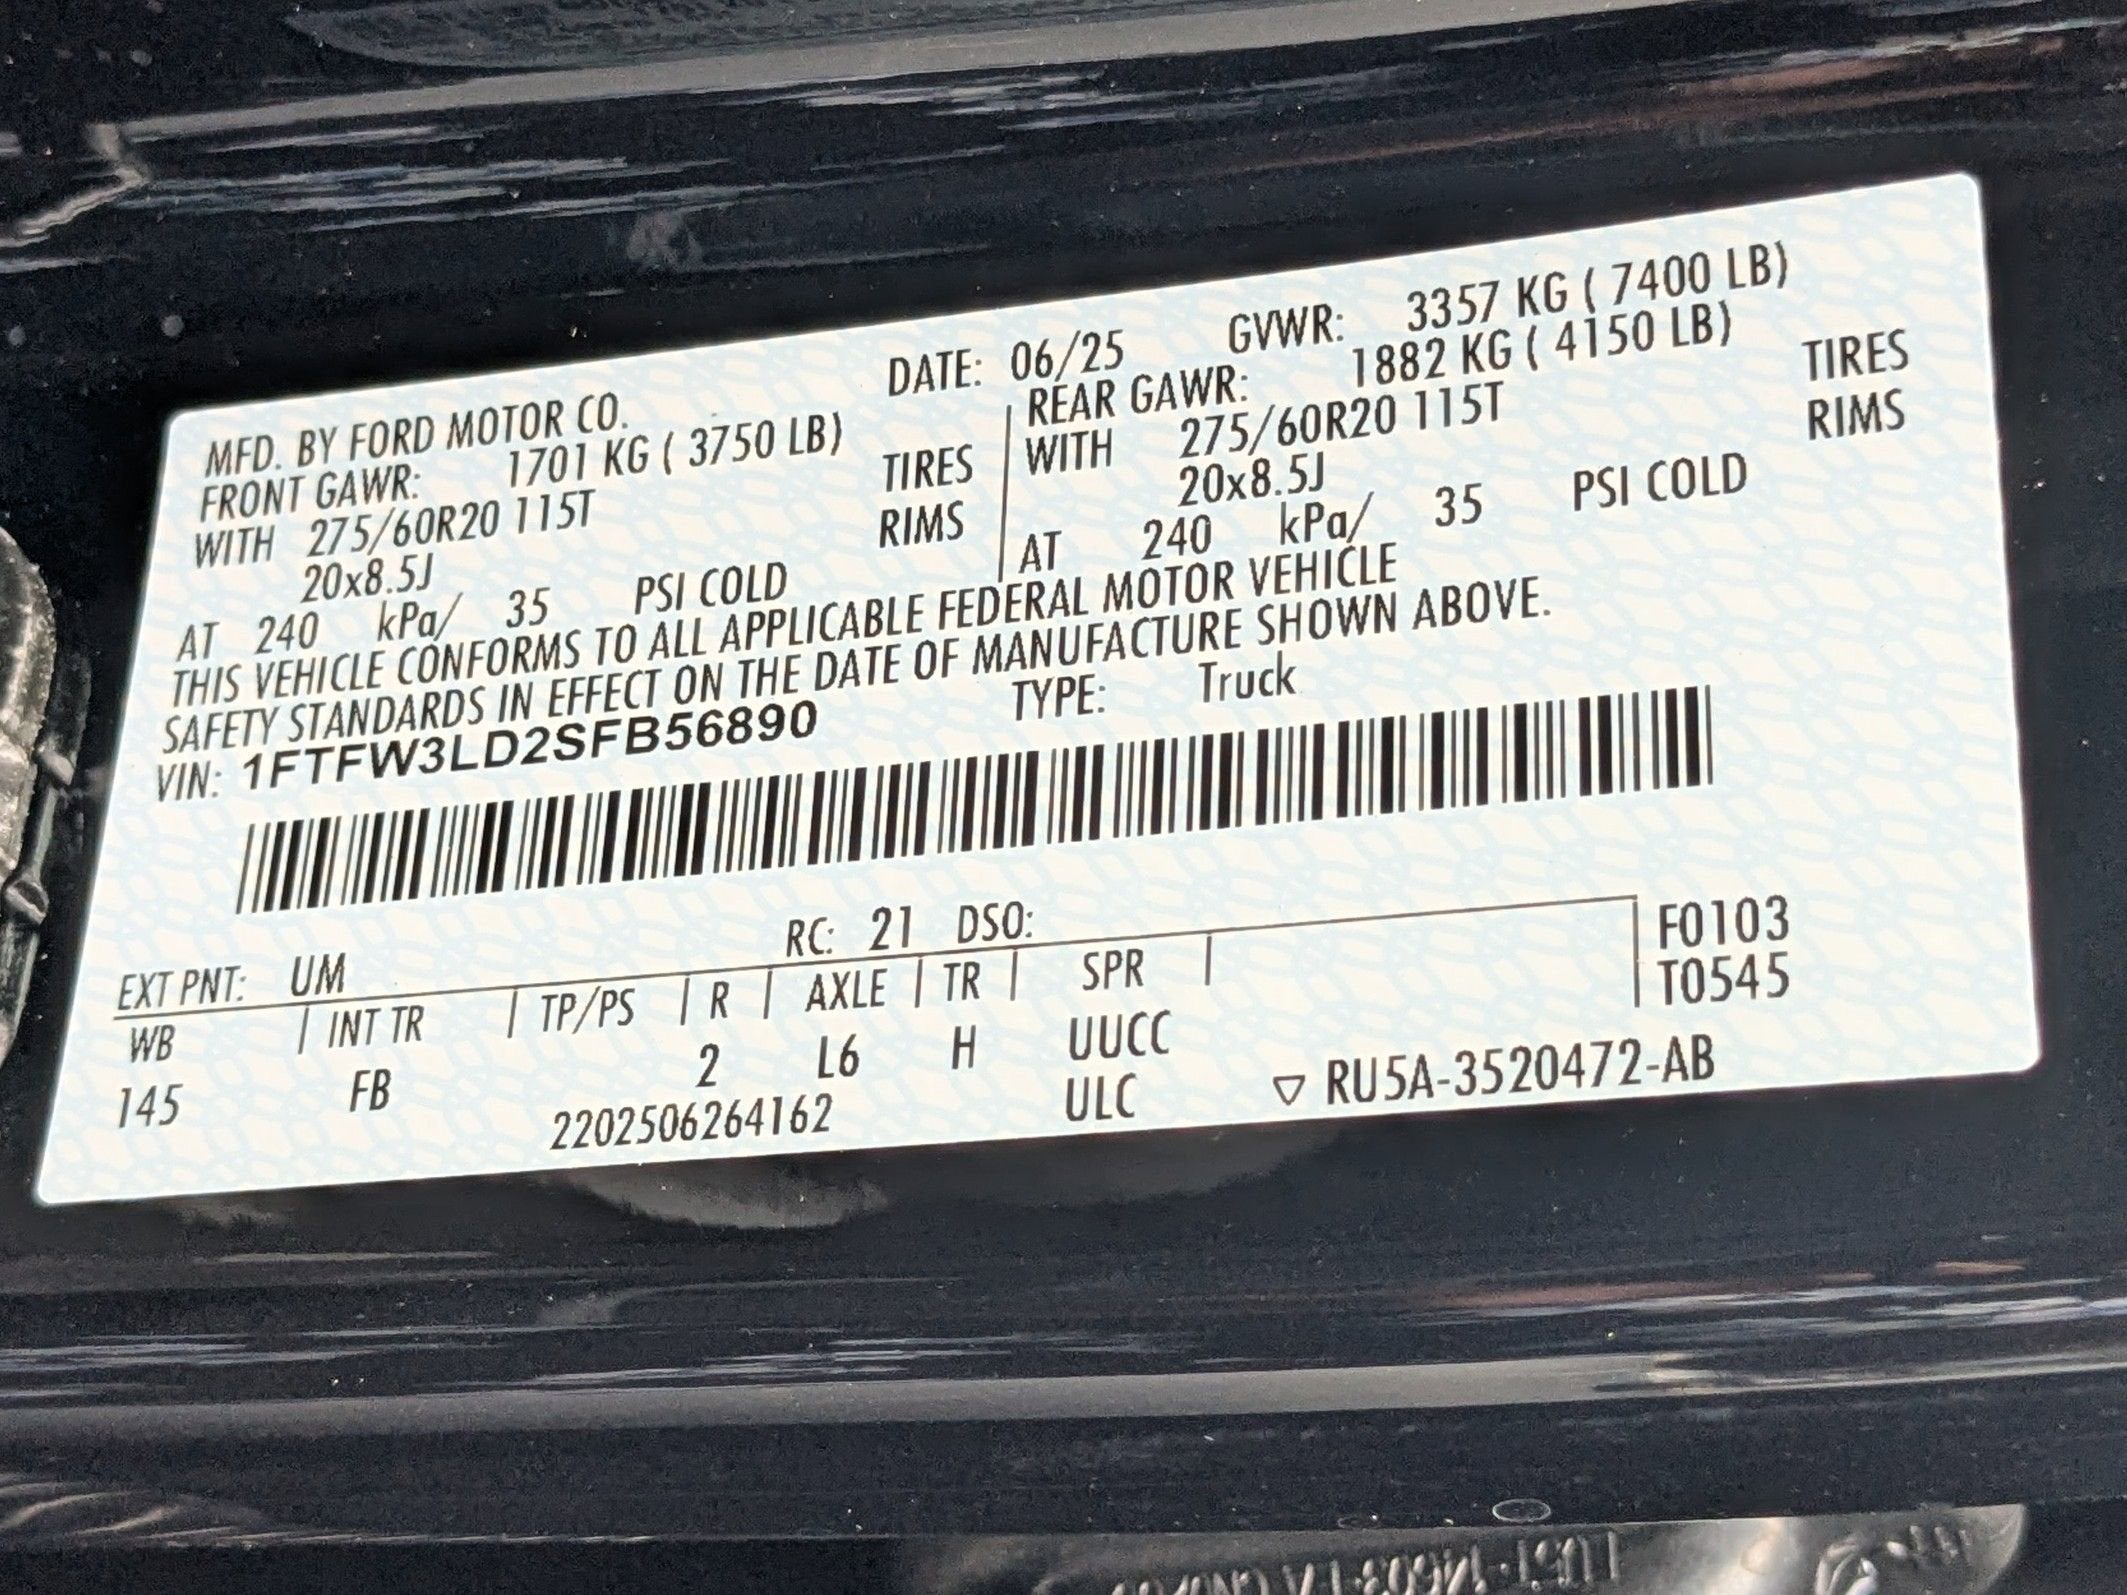 MFD. BY FORD MOTOR CO. DATE: 06/25 GVWR: 3357 KG ( 7400 LB)
FRONT GAWR: 1701 KG ( 3750 LB) REAR GAWR: 1882 KG ( 4150 LB)
WITH 275/60R20 115T TIRES WITH 275/60R20 115T TIRES
20x8.5J RIMS 20x8.5J RIMS
AT 240 kPa/ 35 PSI COLD AT 240 kPa/ 35 PSI COLD
THIS VEHICLE CONFORMS TO ALL APPLICABLE FEDERAL MOTOR VEHICLE
SAFETY STANDARDS IN EFFECT ON THE DATE OF MANUFACTURE SHOWN ABOVE.
VIN: 1FTFW3LD2SFB56890 TYPE: Truck
EXT PNT: UM RC: 21 DSO: F0103
WB INT TR TP/PS R AXLE TR SPR T0545
145 FB 2 L6 H UUCC
2202506264162 ULC ▽ RU5A-3520472-AB